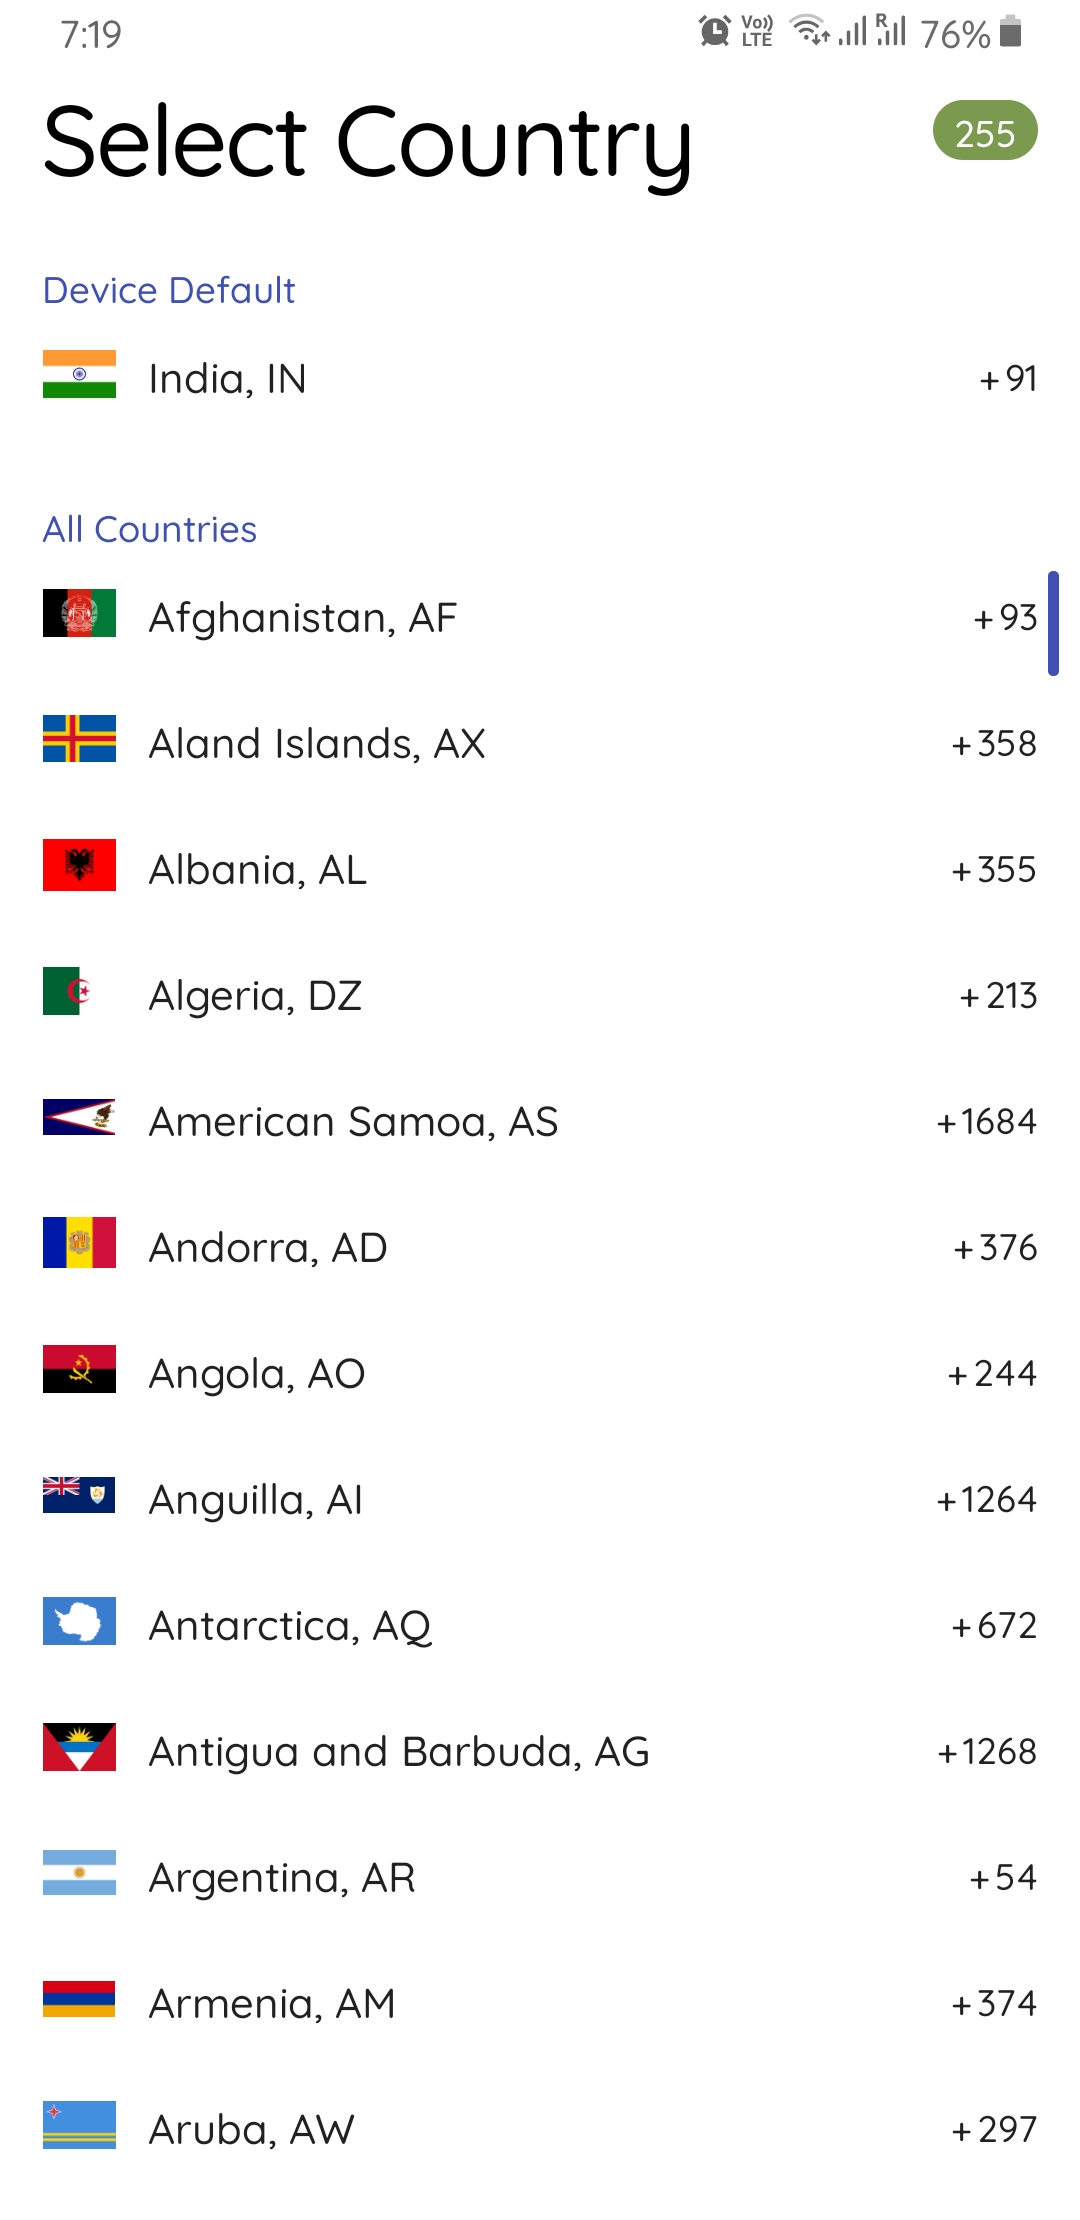 7:19 Vo)) LTE R 76%
Select Country 255
Device Default
India, IN +91
All Countries
Afghanistan, AF +93
Aland Islands, AX +358
Albania, AL +355
Algeria, DZ +213
American Samoa, AS +1684
Andorra, AD +376
Angola, AO +244
Anguilla, AI +1264
Antarctica, AQ +672
Antigua and Barbuda, AG +1268
Argentina, AR +54
Armenia, AM +374
Aruba, AW +297